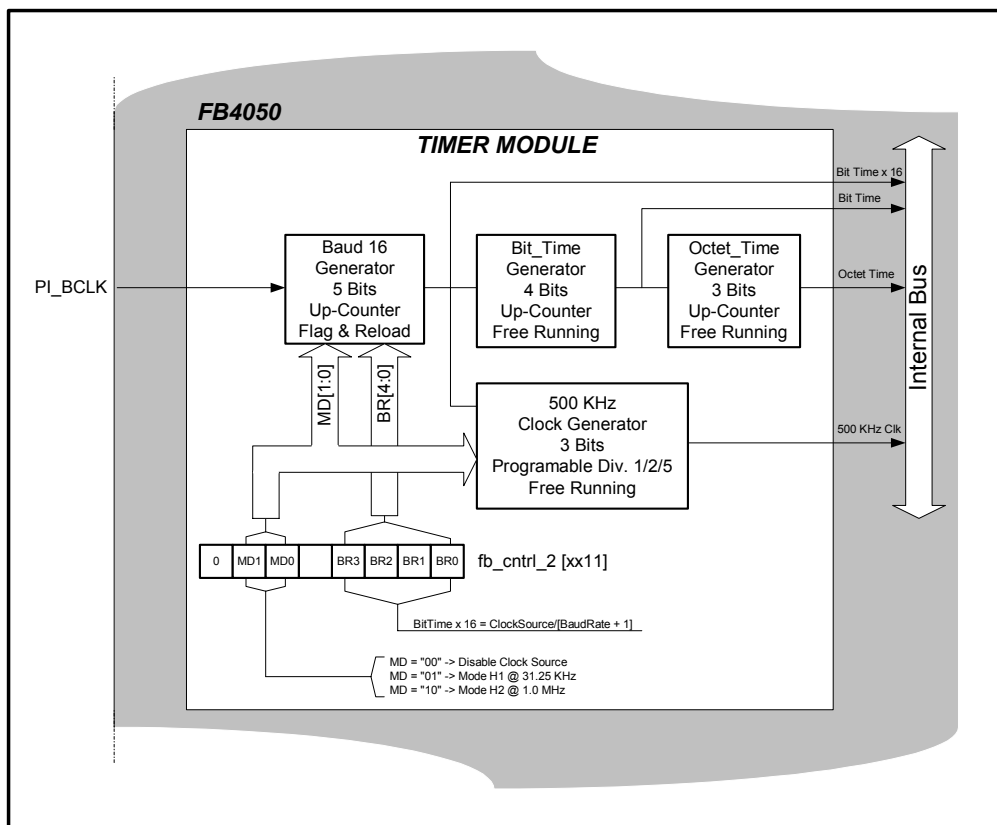 FB4050
TIMER MODULE
Bit Time x 16
Bit Time
Baud 16
Generator
5 Bits
Up-Counter
Flag & Reload
Bit_Time
Generator
4 Bits
Up-Counter
Free Running
Octet_Time
Generator
3 Bits
Up-Counter
Free Running
Octet Time
PI_BCLK
Internal Bus
MD[1:0]
BR[4:0]
500 KHz
Clock Generator
3 Bits
Programable Div. 1/2/5
Free Running
500 KHz Clk
0 MD1 MD0 BR3 BR2 BR1 BR0 fb_cntrl_2 [xx11]
BitTime x 16 = ClockSource/[BaudRate + 1]
MD = "00" -> Disable Clock Source
MD = "01" -> Mode H1 @ 31.25 KHz
MD = "10" -> Mode H2 @ 1.0 MHz